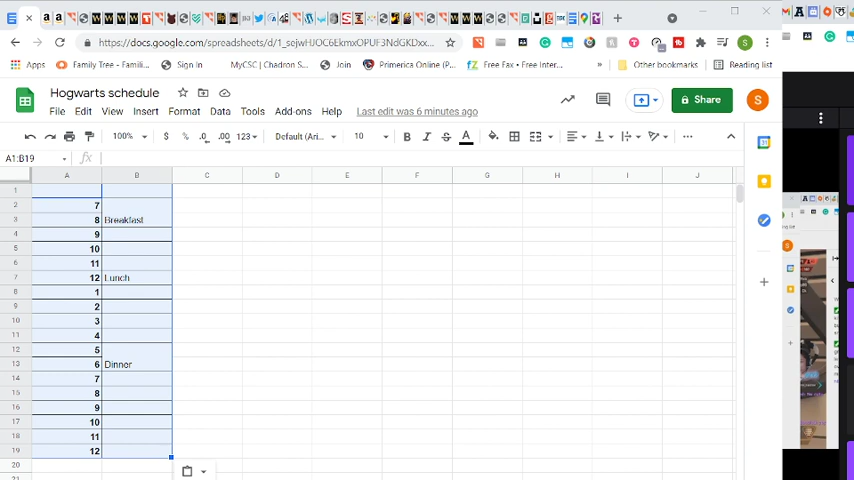 https://docs.google.com/spreadsheets/d/1_sejwHJOC6EkmxOPUF3NdGKDxx...
Apps
Family Tree - Famili...
Sign In
MyCSC | Chadron S...
Join
Primerica Online (P...
Free Fax • Free Inter...
»
Other bookmarks
Reading list
Hogwarts schedule
File Edit View Insert Format Data Tools Add-ons Help Last edit was 6 minutes ago
Share
100% $ % .0 .00 123 Default (Ari... 10 B I S A
A1:B19 fx
A B C D E F G H I J
1
2 7
3 8 Breakfast
4 9
5 10
6 11
7 12 Lunch
8 1
9 2
10 3
11 4
12 5
13 6 Dinner
14 7
15 8
16 9
17 10
18 11
19 12
20